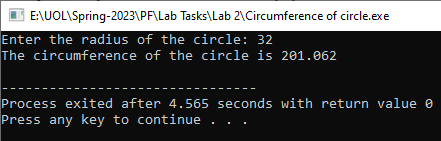 E:\UOL\Spring-2023\PF\Lab Tasks\Lab 2\Circumference of circle.exe
Enter the radius of the circle: 32
The circumference of the circle is 201.062
--------------------------------
Process exited after 4.565 seconds with return value 0
Press any key to continue . . .